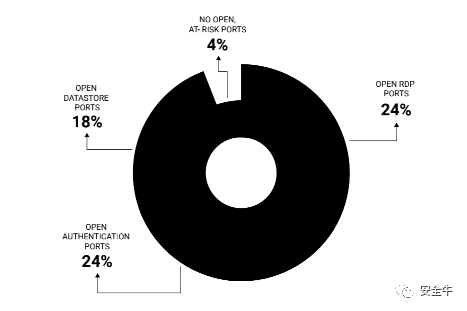 NO OPEN,
AT- RISK PORTS
4%
OPEN RDP
PORTS
24%
OPEN
DATASTORE
PORTS
18%
OPEN
AUTHENTICATION
PORTS
24%
安全牛